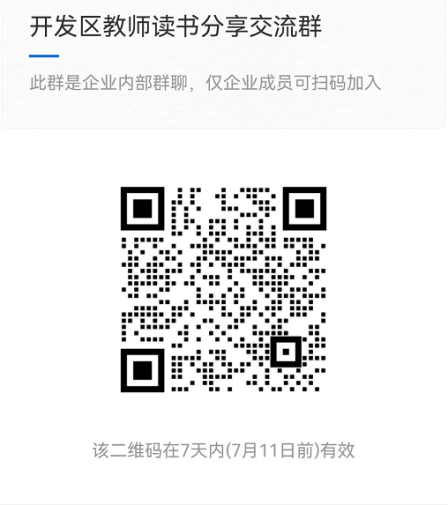 开发区教师读书分享交流群
此群是企业内部群聊，仅企业成员可扫码加入
该二维码在7天内(7月11日前)有效